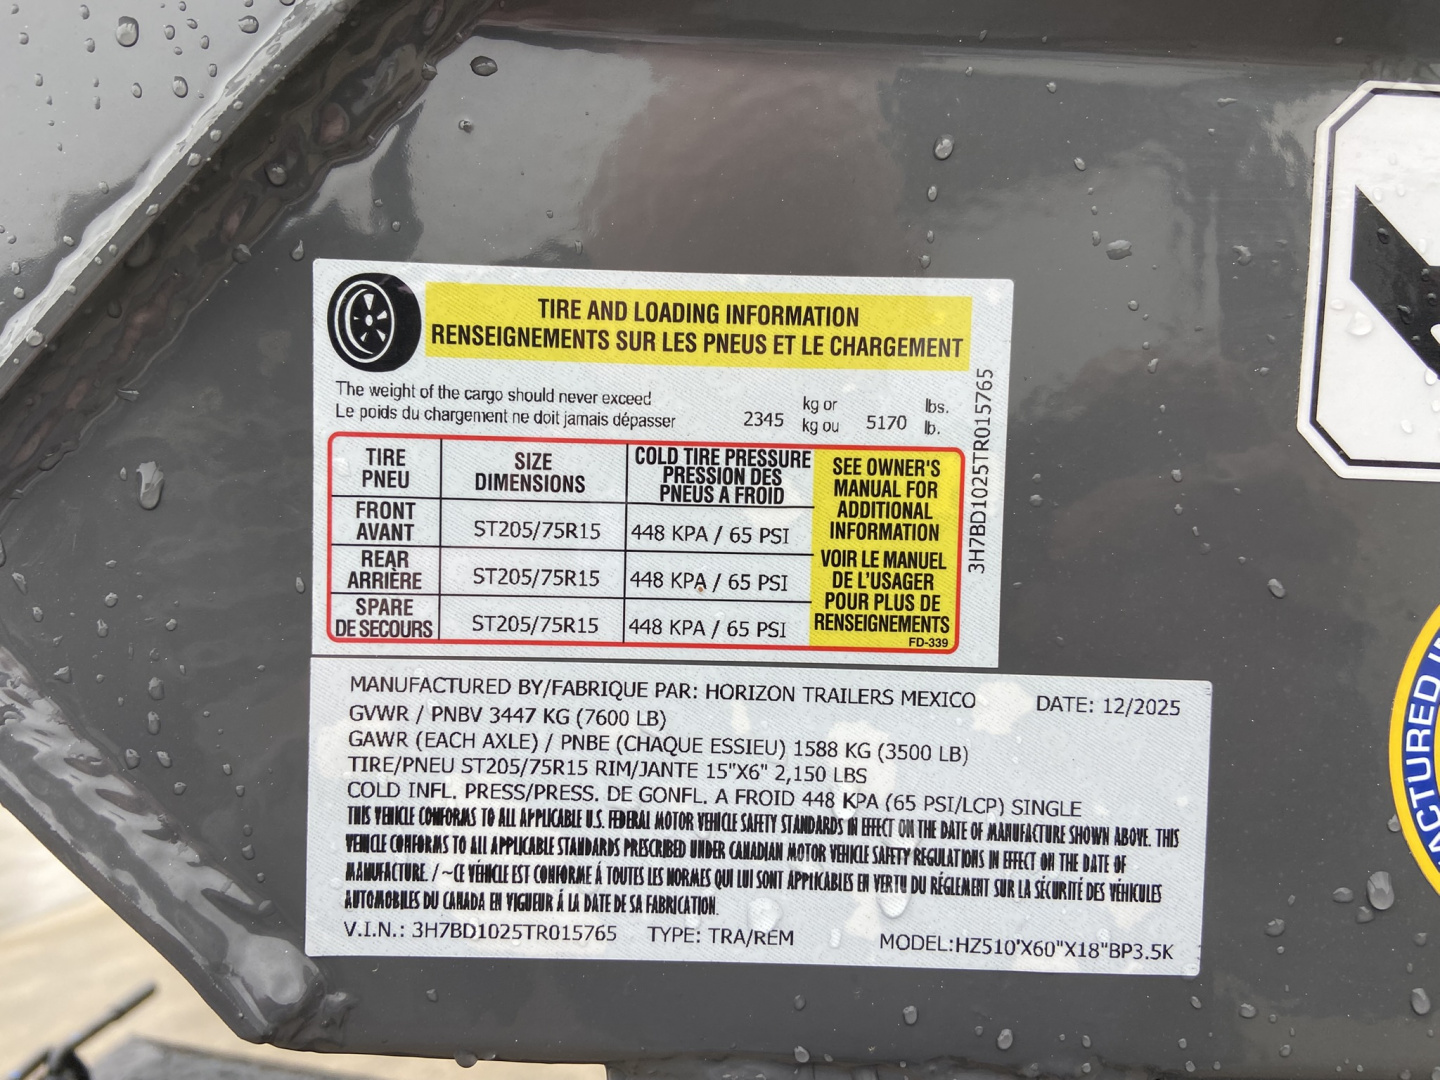 TIRE AND LOADING INFORMATION
RENSEIGNEMENTS SUR LES PNEUS ET LE CHARGEMENT
The weight of the cargo should never exceed
Le poids du chargement ne doit jamais dépasser
2345 kg or 5170 lbs.
kg ou lb.
TIRE
PNEU
SIZE
DIMENSIONS
COLD TIRE PRESSURE
PRESSION DES
PNEUS A FROID
FRONT
AVANT
ST205/75R15
448 KPA / 65 PSI
REAR
ARRIÈRE
ST205/75R15
448 KPA / 65 PSI
SPARE
DE SECOURS
ST205/75R15
448 KPA / 65 PSI
SEE OWNER'S
MANUAL FOR
ADDITIONAL
INFORMATION
VOIR LE MANUEL
DE L'USAGER
POUR PLUS DE
RENSEIGNEMENTS
FD-339
3H7BD1025TR015765
MANUFACTURED BY/FABRIQUE PAR: HORIZON TRAILERS MEXICO DATE: 12/2025
GVWR / PNBV 3447 KG (7600 LB)
GAWR (EACH AXLE) / PNBE (CHAQUE ESSIEU) 1588 KG (3500 LB)
TIRE/PNEU ST205/75R15 RIM/JANTE 15"X6" 2,150 LBS
COLD INFL. PRESS/PRESS. DE GONFL. A FROID 448 KPA (65 PSI/LCP) SINGLE
THIS VEHICLE CONFORMS TO ALL APPLICABLE U.S. FEDERAL MOTOR VEHICLE SAFETY STANDARDS IN EFFECT ON THE DATE OF MANUFACTURE SHOWN ABOVE. THIS
VEHICLE CONFORMS TO ALL APPLICABLE STANDARDS PRESCRIBED UNDER CANADIAN MOTOR VEHICLE SAFETY REGULATIONS IN EFFECT ON THE DATE OF
MANUFACTURE. / ~CE VÉHICLE EST CONFORME Á TOUTES LES NORMES QUI LUI SONT APPLICABLES EN VERTU DU RÉGLEMENT SUR LA SÉCURITÉ DES VÉHICULES
AUTOMOBILES DU CANADA EN VIGUEUR Á LA DATE DE SA FABRICATION.
V.I.N.: 3H7BD1025TR015765 TYPE: TRA/REM MODEL:HZ510'X60"X18"BP3.5K